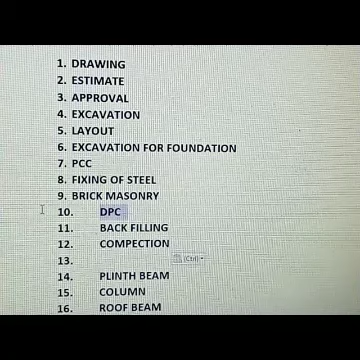 1. DRAWING
2. ESTIMATE
3. APPROVAL
4. EXCAVATION
5. LAYOUT
6. EXCAVATION FOR FOUNDATION
7. PCC
8. FIXING OF STEEL
9. BRICK MASONRY
10. DPC
11. BACK FILLING
12. COMPECTION
13.
(Ctrl)
14. PLINTH BEAM
15. COLUMN
16. ROOF BEAM